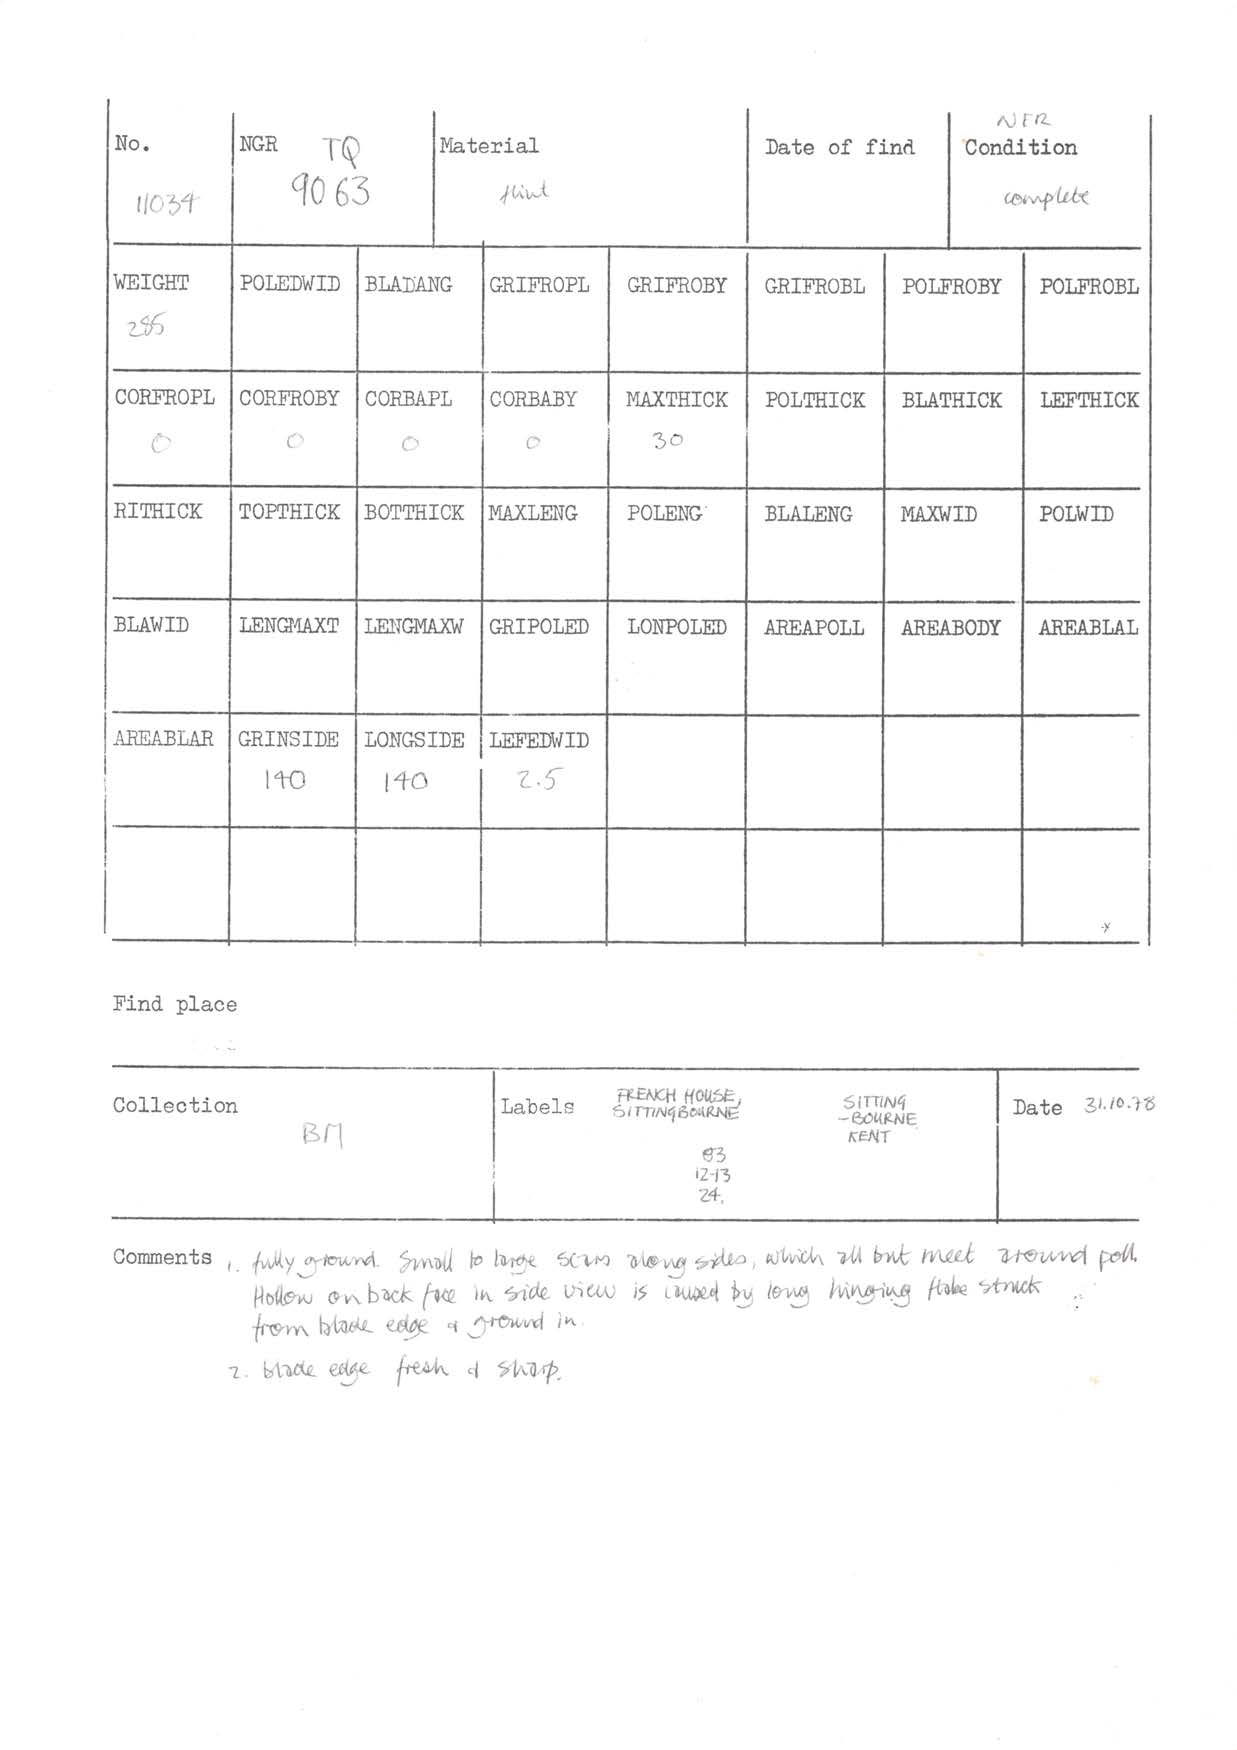 No. NGR TQ Material Date of find NFR Condition
11034 9063 flint complete
WEIGHT POLEDWID BLADANG GRIFROPL GRIFROBY GRIFROBL POLFROBY POLFROBL
285
CORFROPL CORFROBY CORBAPL CORBABY MAXTHICK POLTHICK BLATHICK LEFTHICK
0 0 0 0 30
RITHICK TOPTHICK BOTTHICK MAXLENG POLENG BLALENG MAXWID POLWID
BLAWID LENGMAXT LENGMAXW GRIPOLED LONPOLED AREAPOLL AREABODY AREABLAL
AREABLAR GRINSIDE LONGSIDE LEFEDWID
140 140 2.5
Find place
Collection
BM
Labels
FRENCH HOUSE,
SITTINGBOURNE
93
12-13
24.
SITTING
-BOURNE
KENT
Date 31.10.78
Comments 1. fully ground. Small to large scars along sides, which all but meet around poll.
Hollow on back face in side view is caused by long hinging flake struck
from blade edge & ground in.
2. blade edge fresh & sharp.